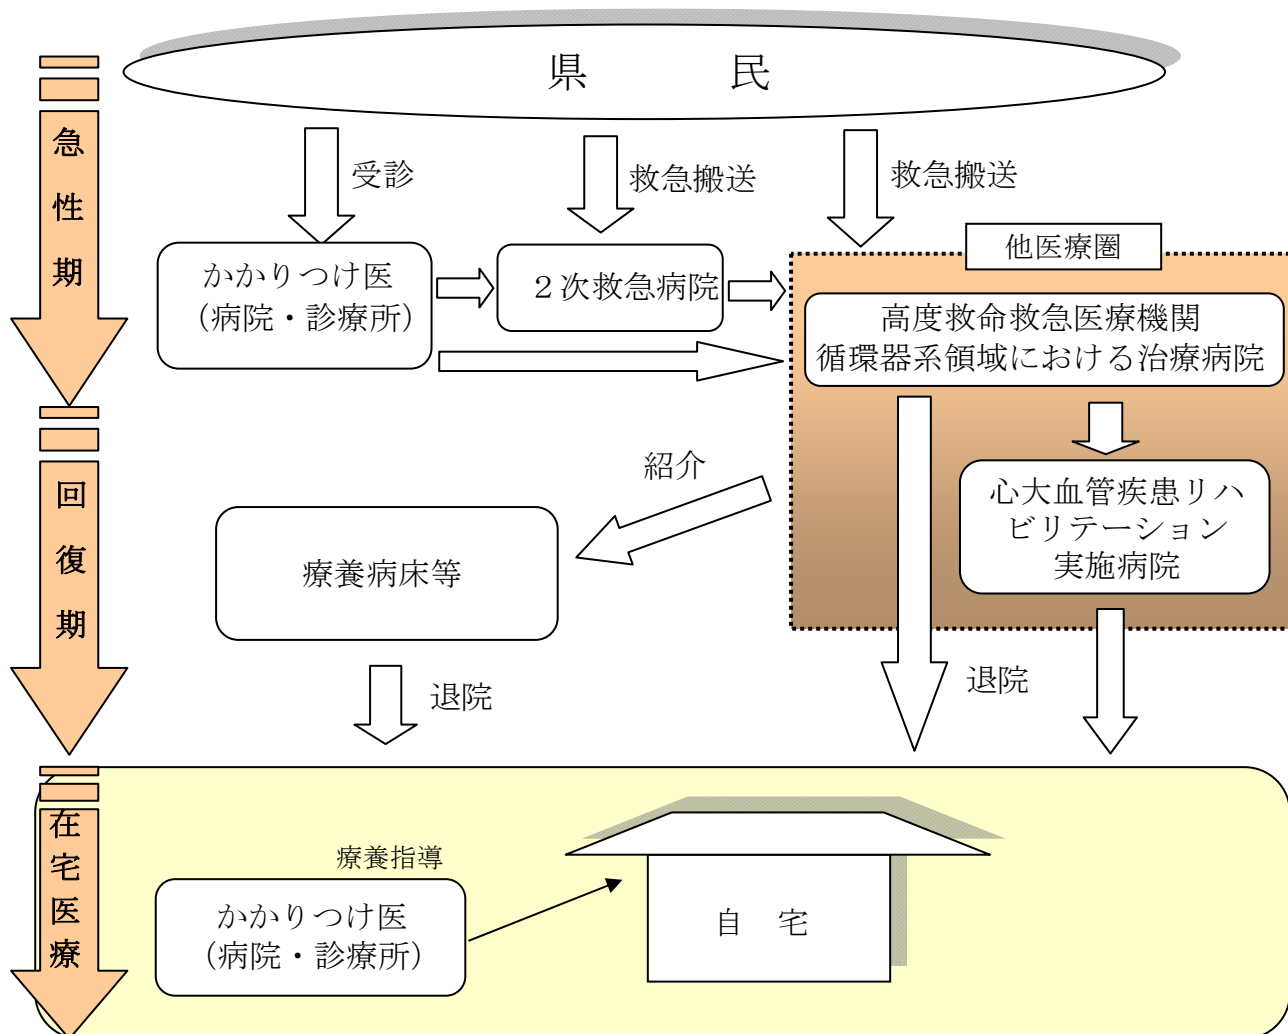 県　民
急性期
受診
救急搬送
救急搬送
他医療圏
かかりつけ医
（病院・診療所）
２次救急病院
高度救命救急医療機関
循環器系領域における治療病院
回復期
紹介
心大血管疾患リハ
ビリテーション
実施病院
療養病床等
退院
退院
在宅医療
療養指導
かかりつけ医
（病院・診療所）
自　宅